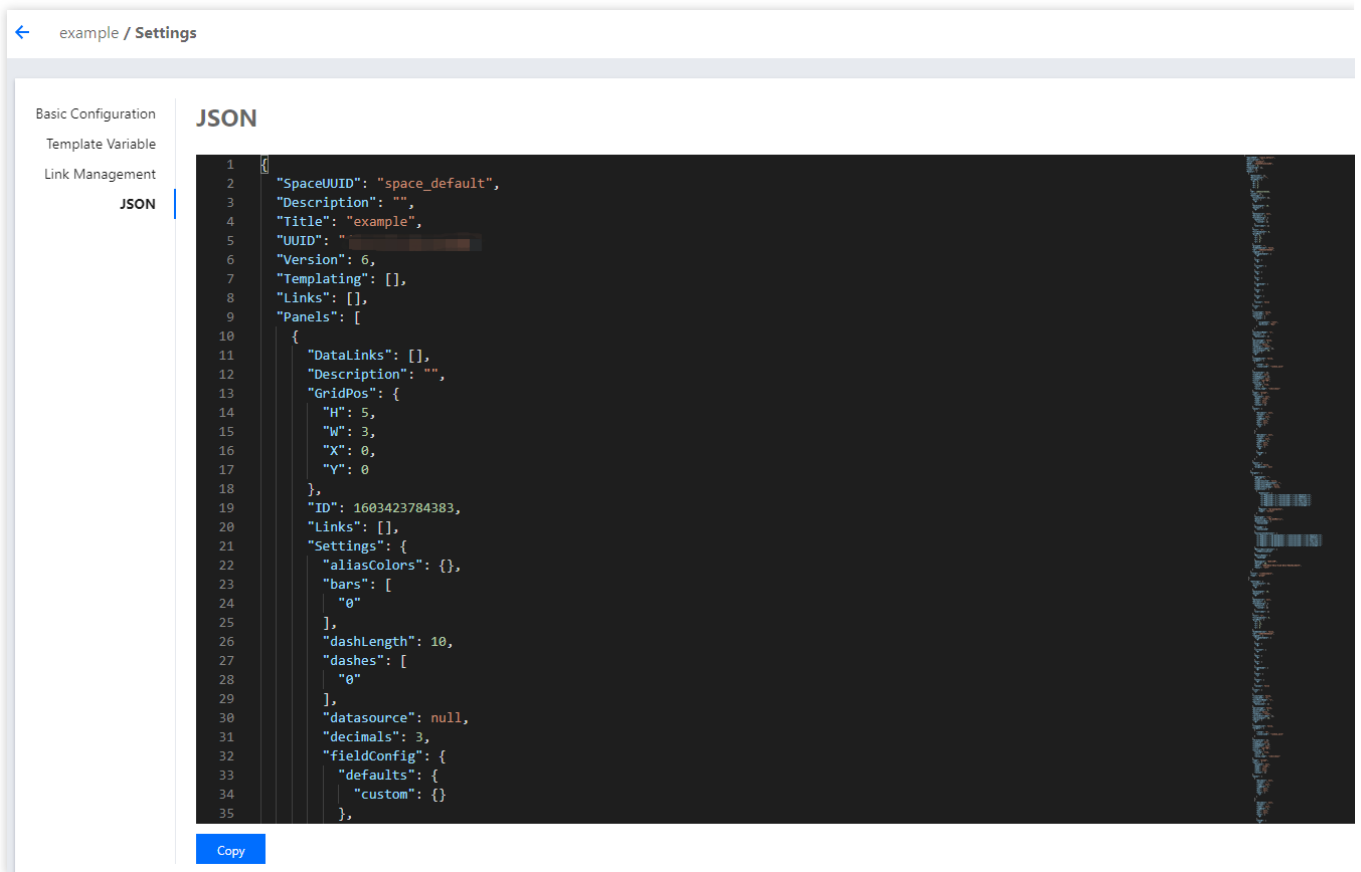 example / Settings
Basic Configuration
Template Variable
Link Management
JSON
JSON
1 {
2 "SpaceUUID": "space_default",
3 "Description": "",
4 "Title": "example",
5 "UUID": "
6 "Version": 6,
7 "Templating": [],
8 "Links": [],
9 "Panels": [
10 {
11 "DataLinks": [],
12 "Description": "",
13 "GridPos": {
14 "H": 5,
15 "W": 3,
16 "X": 0,
17 "Y": 0
18 },
19 "ID": 1603423784383,
20 "Links": [],
21 "Settings": {
22 "aliasColors": {},
23 "bars": [
24 "0"
25 ],
26 "dashLength": 10,
27 "dashes": [
28 "0"
29 ],
30 "datasource": null,
31 "decimals": 3,
32 "fieldConfig": {
33 "defaults": {
34 "custom": {}
35 },
Copy